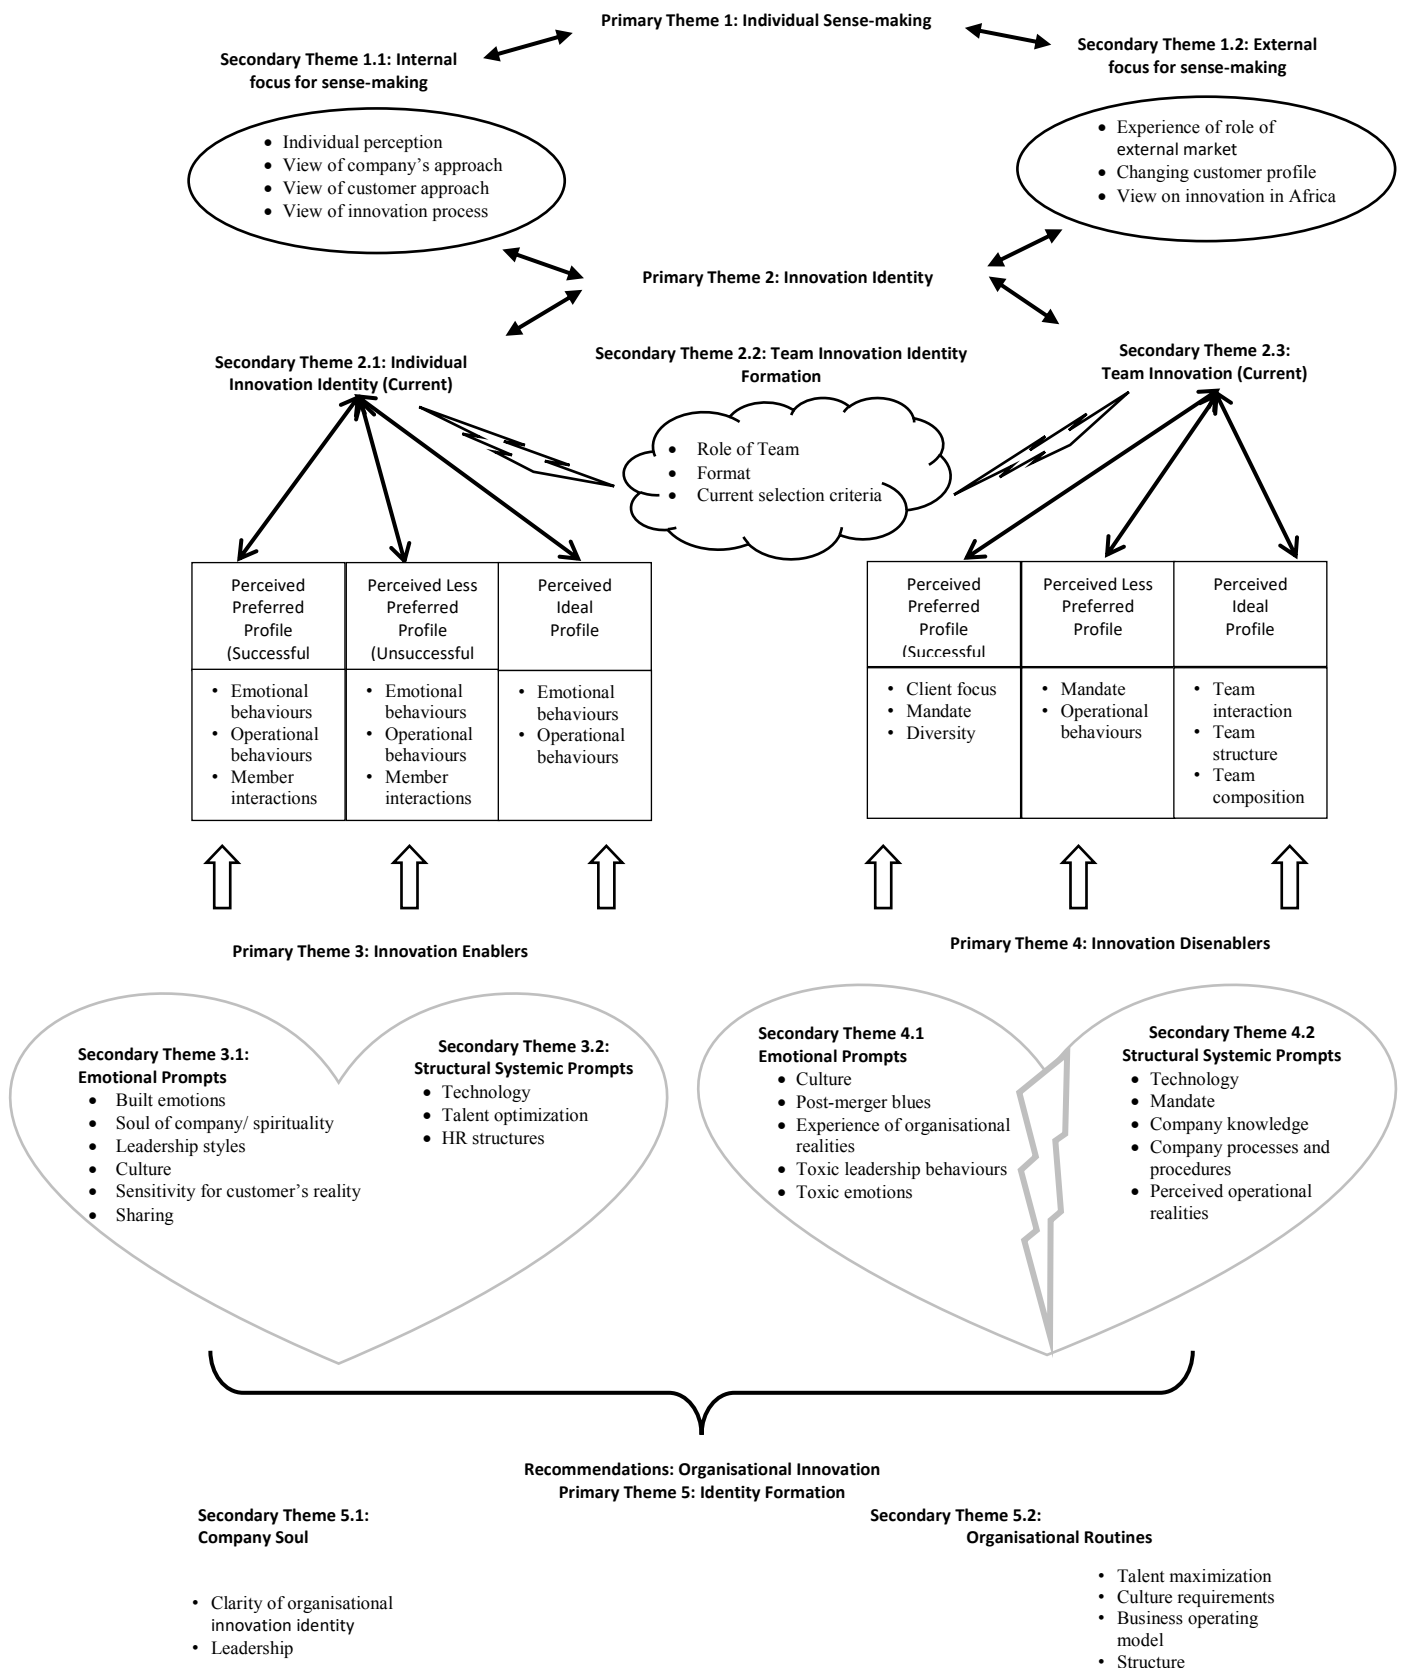 Primary Theme 1: Individual Sense-making
Secondary Theme 1.1: Internal
focus for sense-making
Secondary Theme 1.2: External
focus for sense-making
• Individual perception
• View of company's approach
• View of customer approach
• View of innovation process
• Experience of role of
external market
• Changing customer profile
• View on innovation in Africa
Primary Theme 2: Innovation Identity
Secondary Theme 2.1: Individual
Innovation Identity (Current)
Secondary Theme 2.2: Team Innovation Identity
Formation
Secondary Theme 2.3:
Team Innovation (Current)
• Role of Team
• Format
• Current selection criteria
Perceived
Preferred
Profile
(Successful
Perceived Less
Preferred
Profile
(Unsuccessful
Perceived
Ideal
Profile
• Emotional
behaviours
• Operational
behaviours
• Member
interactions
• Emotional
behaviours
• Operational
behaviours
• Member
interactions
• Emotional
behaviours
• Operational
behaviours
Perceived
Preferred
Profile
(Successful
Perceived Less
Preferred
Profile
Perceived
Ideal
Profile
• Client focus
• Mandate
• Diversity
• Mandate
• Operational
behaviours
• Team
interaction
• Team
structure
• Team
composition
Primary Theme 3: Innovation Enablers
Primary Theme 4: Innovation Disenablers
Secondary Theme 3.1:
Emotional Prompts
• Built emotions
• Soul of company/ spirituality
• Leadership styles
• Culture
• Sensitivity for customer's reality
• Sharing
Secondary Theme 3.2:
Structural Systemic Prompts
• Technology
• Talent optimization
• HR structures
Secondary Theme 4.1
Emotional Prompts
• Culture
• Post-merger blues
• Experience of organisational
realities
• Toxic leadership behaviours
• Toxic emotions
Secondary Theme 4.2
Structural Systemic Prompts
• Technology
• Mandate
• Company knowledge
• Company processes and
procedures
• Perceived operational
realities
Recommendations: Organisational Innovation
Primary Theme 5: Identity Formation
Secondary Theme 5.1:
Company Soul
• Clarity of organisational
innovation identity
• Leadership
Secondary Theme 5.2:
Organisational Routines
• Talent maximization
• Culture requirements
• Business operating
model
• Structure